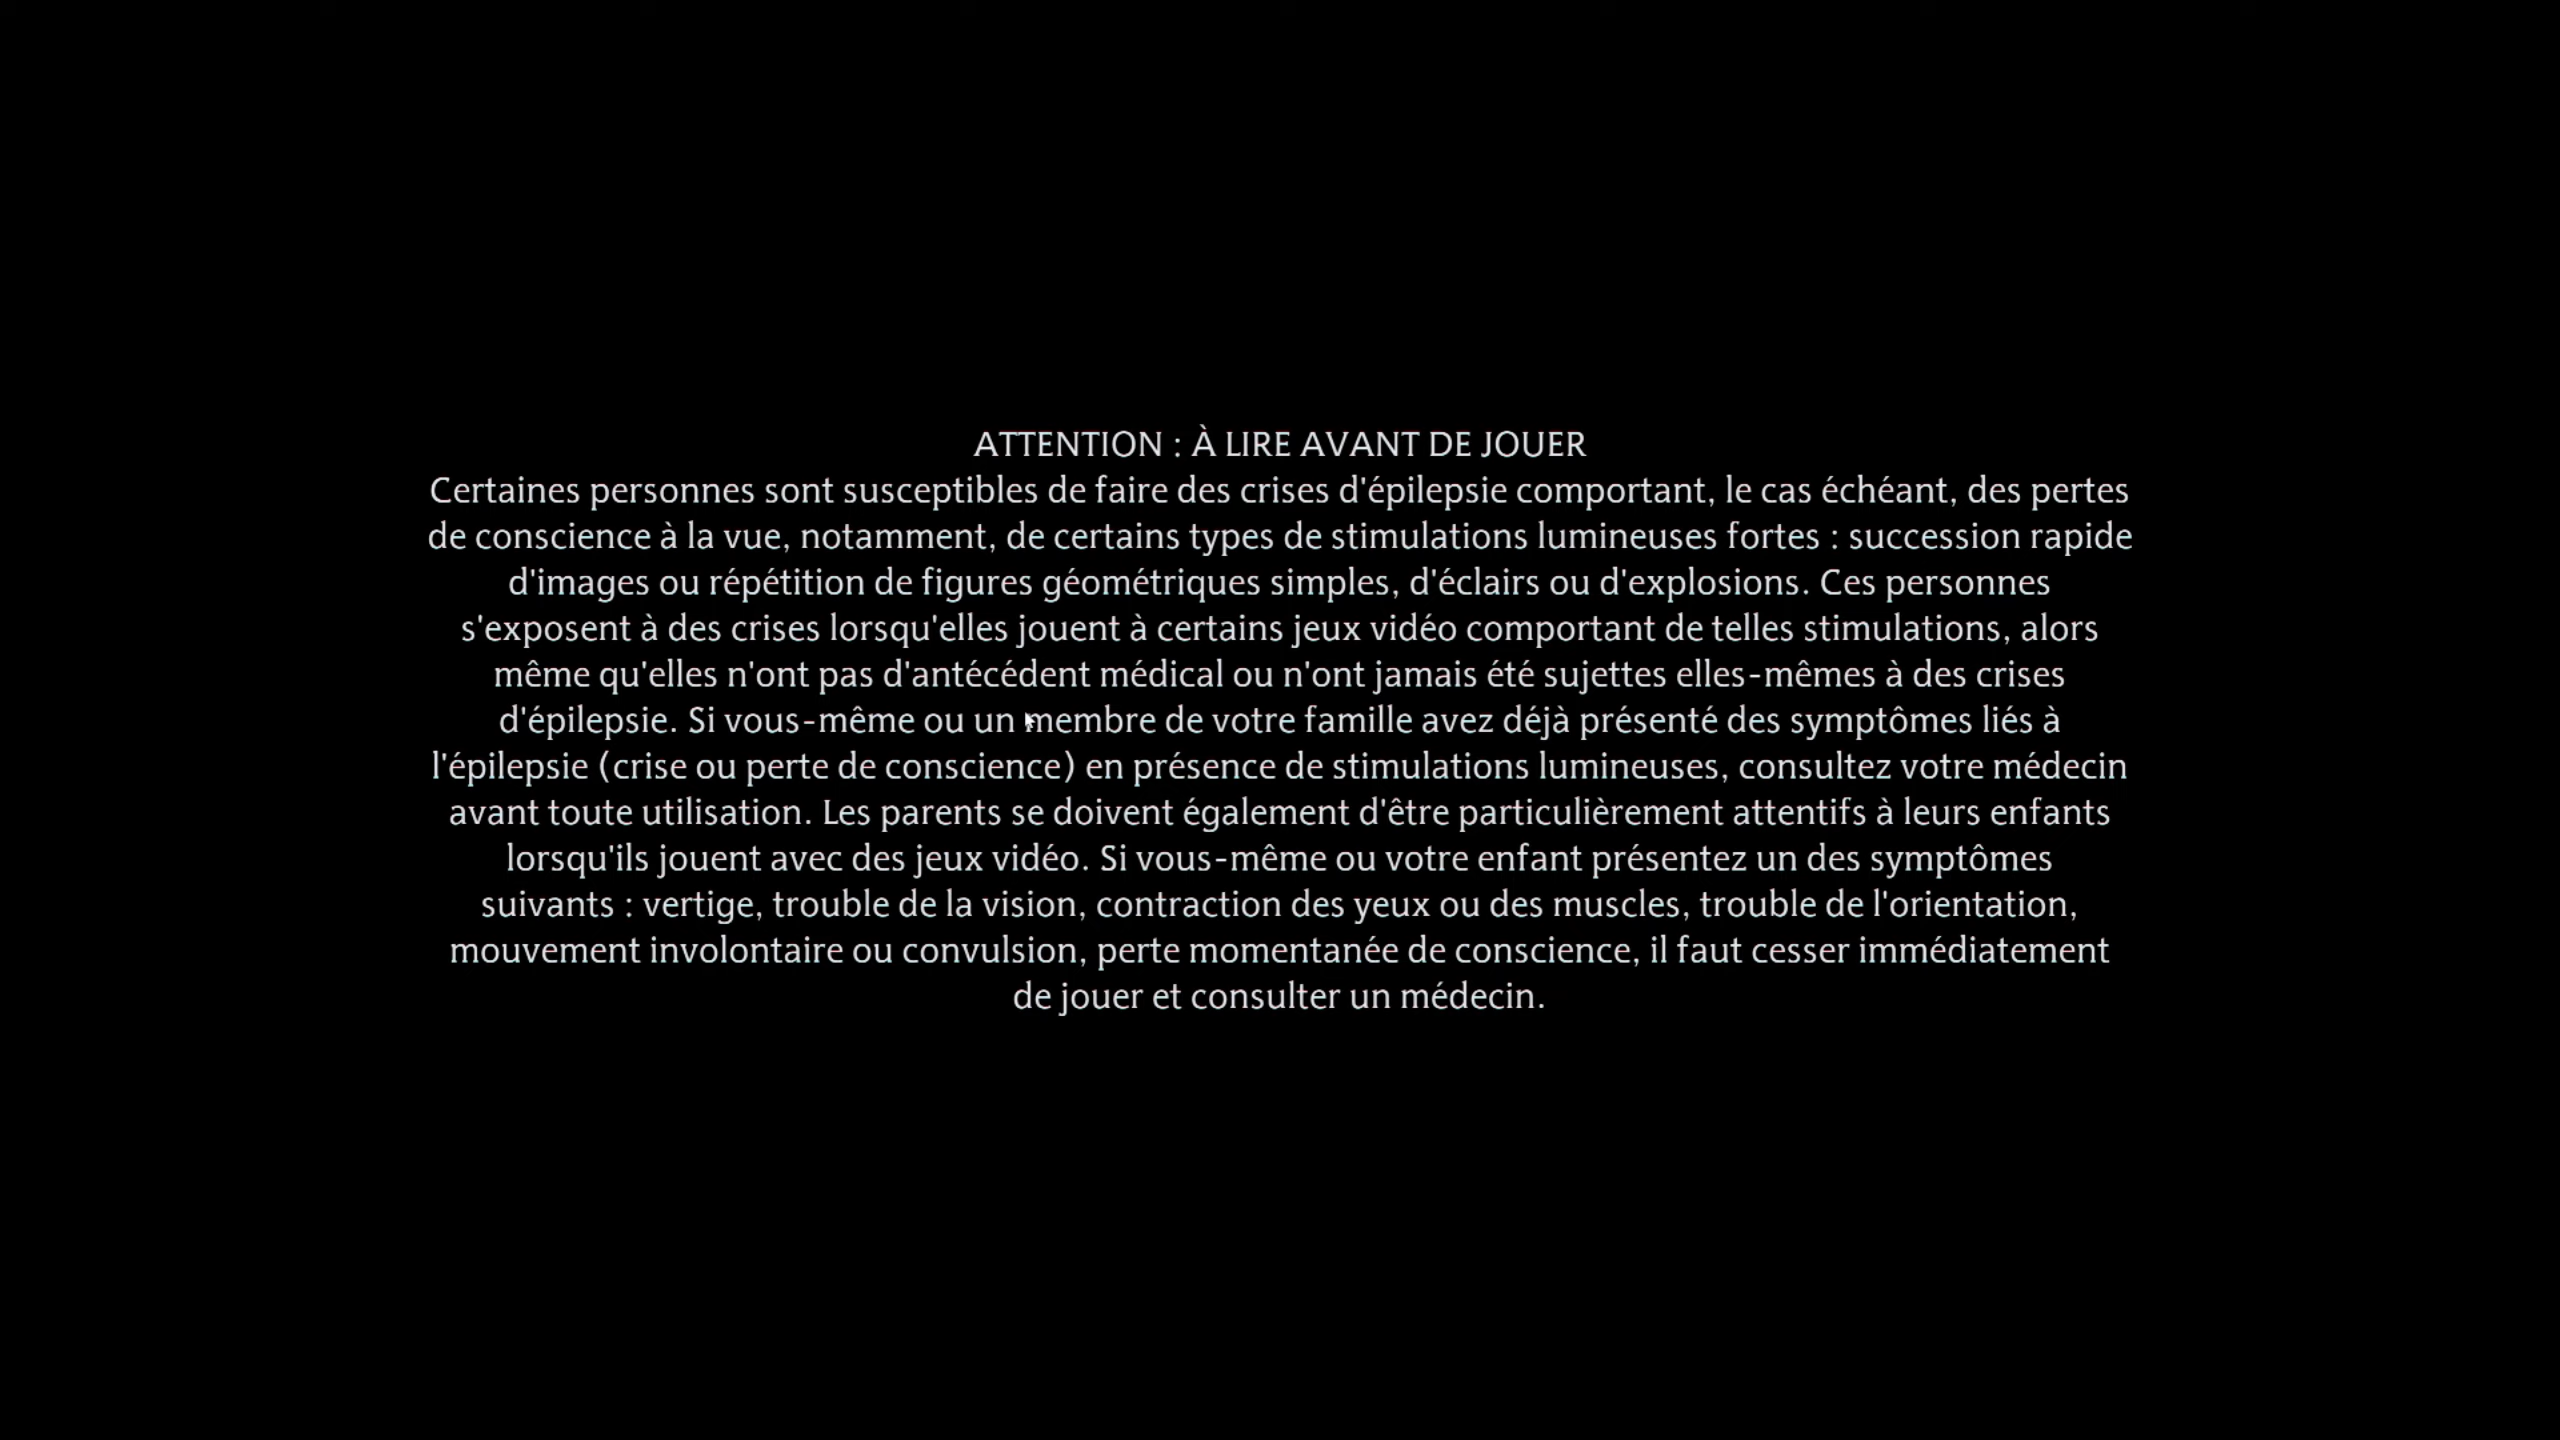 ATTENTION : À LIRE AVANT DE JOUER
Certaines personnes sont susceptibles de faire des crises d'épilepsie comportant, le cas échéant, des pertes
de conscience à la vue, notamment, de certains types de stimulations lumineuses fortes : succession rapide
d'images ou répétition de figures géométriques simples, d'éclairs ou d'explosions. Ces personnes
s'exposent à des crises lorsqu'elles jouent à certains jeux vidéo comportant de telles stimulations, alors
même qu'elles n'ont pas d'antécédent médical ou n'ont jamais été sujettes elles-mêmes à des crises
d'épilepsie. Si vous-même ou un membre de votre famille avez déjà présenté des symptômes liés à
l'épilepsie (crise ou perte de conscience) en présence de stimulations lumineuses, consultez votre médecin
avant toute utilisation. Les parents se doivent également d'être particulièrement attentifs à leurs enfants
lorsqu'ils jouent avec des jeux vidéo. Si vous-même ou votre enfant présentez un des symptômes
suivants : vertige, trouble de la vision, contraction des yeux ou des muscles, trouble de l'orientation,
mouvement involontaire ou convulsion, perte momentanée de conscience, il faut cesser immédiatement
de jouer et consulter un médecin.